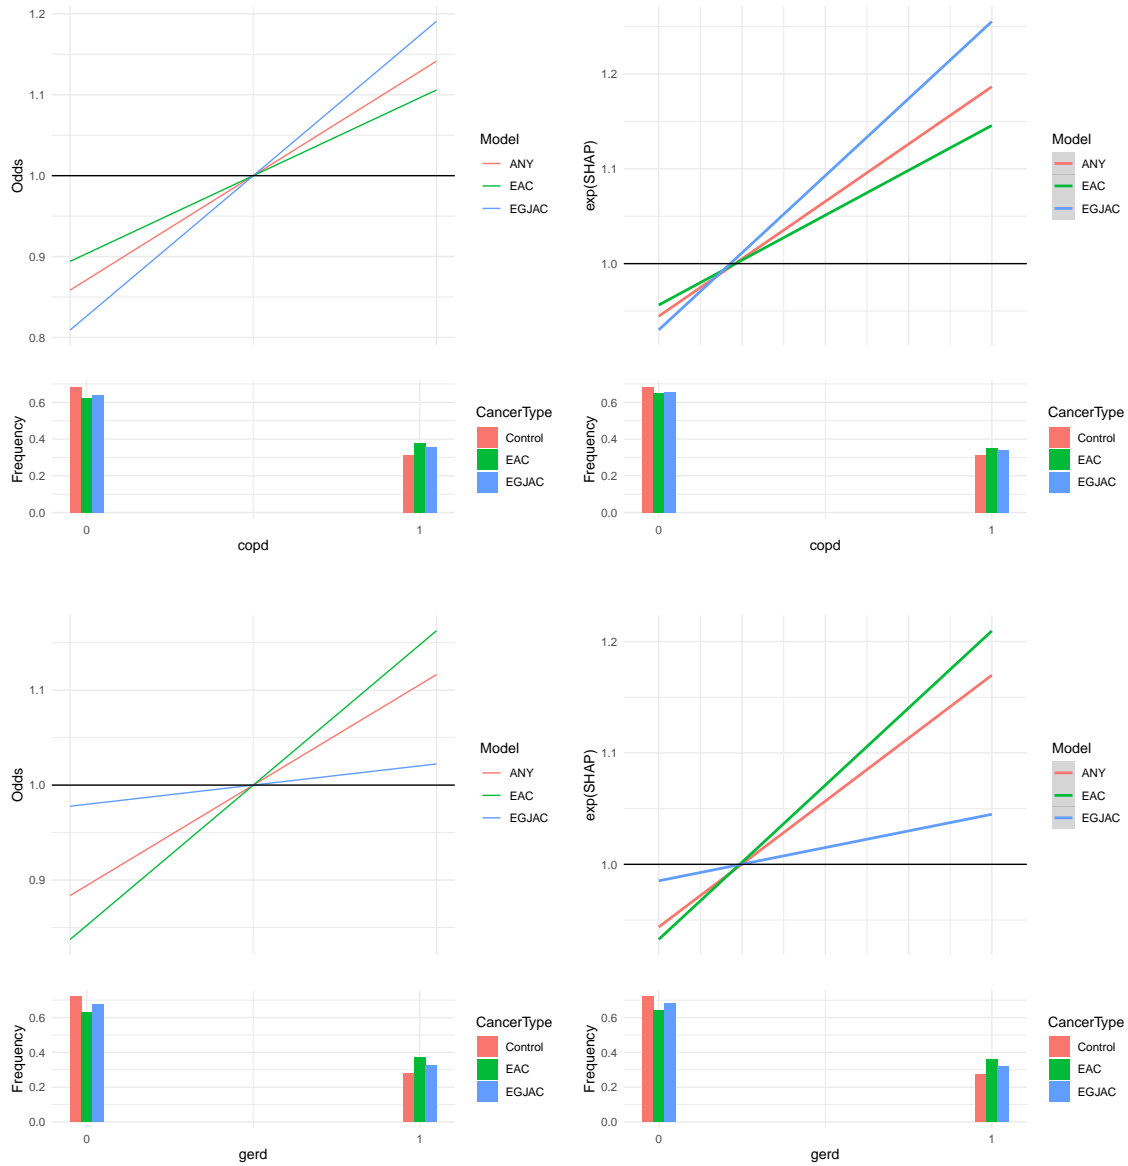 Odds
1.2
1.1
1.0
0.9
0.8
Model
ANY
EAC
EGJAC
exp(SHAP)
1.2
1.1
1.0
Model
ANY
EAC
EGJAC
Frequency
0.6
0.4
0.2
0.0
0
1
copd
CancerType
Control
EAC
EGJAC
Frequency
0.6
0.4
0.2
0.0
0
1
copd
CancerType
Control
EAC
EGJAC
Odds
1.1
1.0
0.9
Model
ANY
EAC
EGJAC
exp(SHAP)
1.2
1.1
1.0
Model
ANY
EAC
EGJAC
Frequency
0.6
0.4
0.2
0.0
0
1
gerd
CancerType
Control
EAC
EGJAC
Frequency
0.6
0.4
0.2
0.0
0
1
gerd
CancerType
Control
EAC
EGJAC